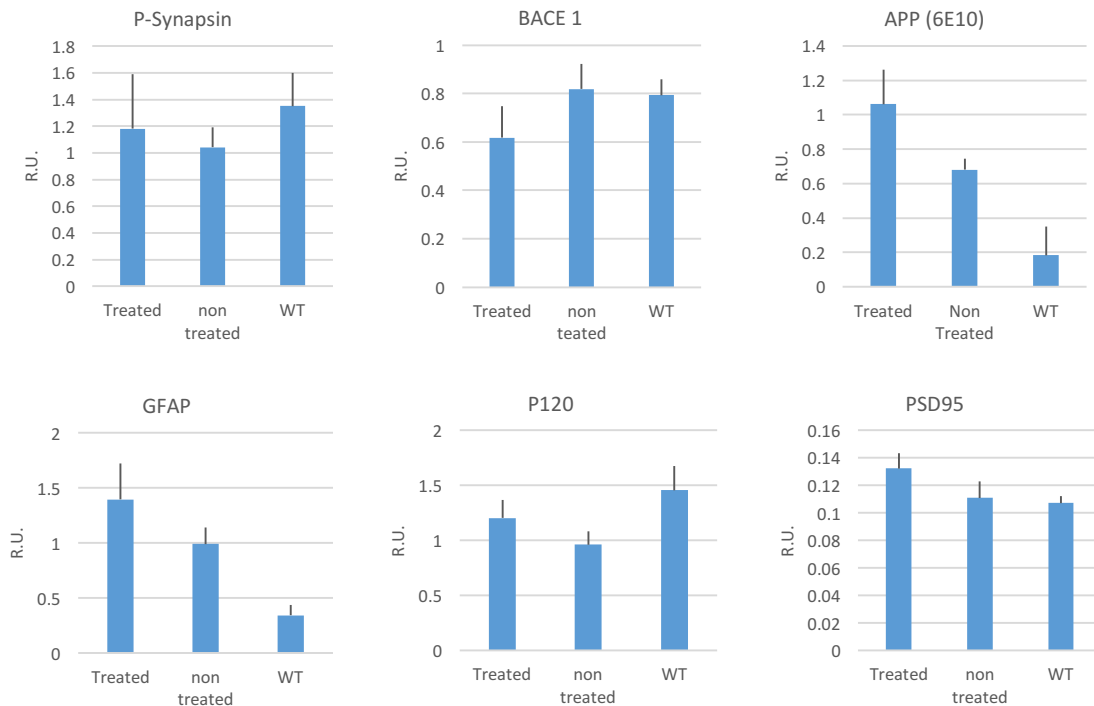 P-Synapsin
1.8
1.6
1.4
1.2
1
0.8
0.6
0.4
0.2
0
R.U.
Treated non WT
treated
BACE 1
1
0.8
0.6
0.4
0.2
0
R.U.
Treated non WT
teated
APP (6E10)
1.4
1.2
1
0.8
0.6
0.4
0.2
0
R.U.
Treated Non WT
Treated
GFAP
2
1.5
1
0.5
0
R.U.
Treated non WT
treated
P120
2
1.5
1
0.5
0
R.U.
Treated non WT
treated
PSD95
0.16
0.14
0.12
0.1
0.08
0.06
0.04
0.02
0
R.U.
Treated non WT
treated